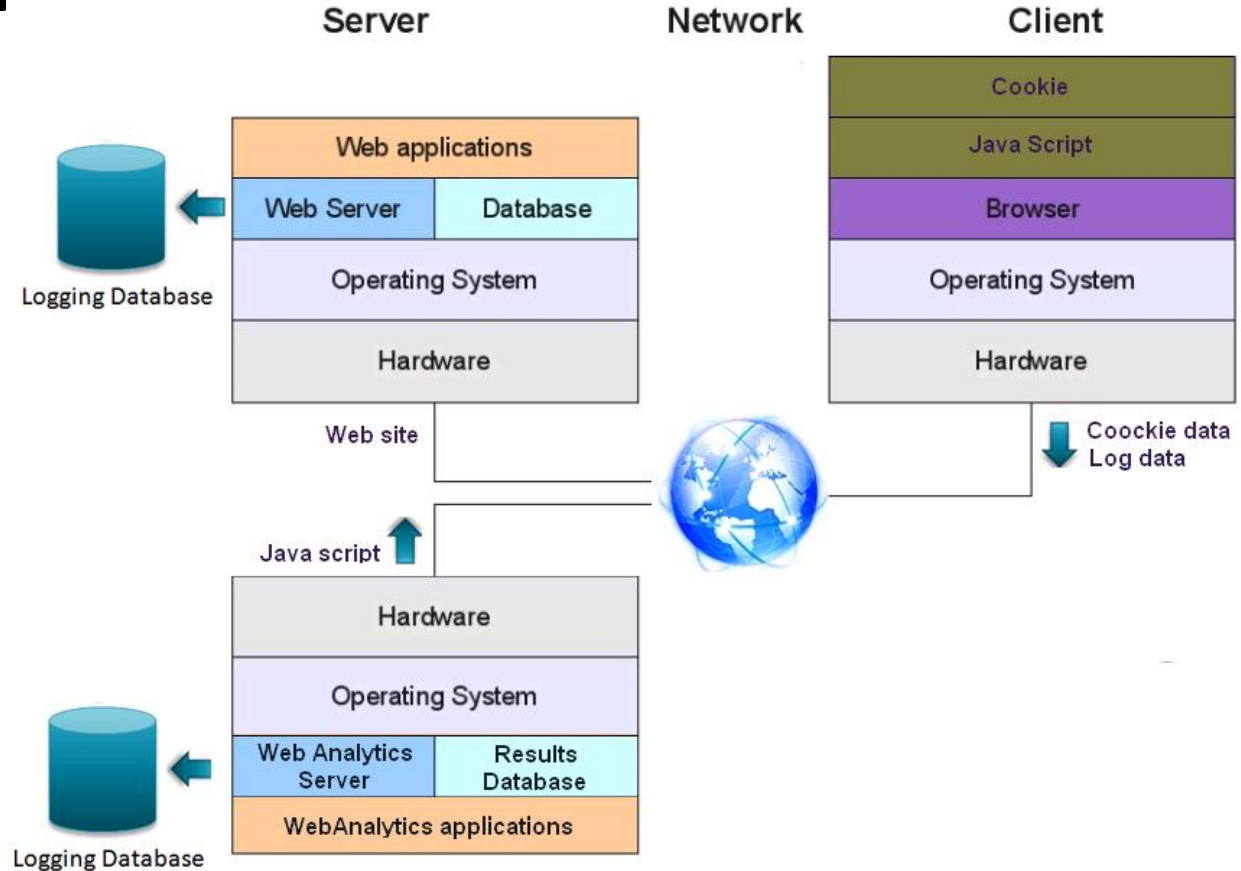 Server
Network
Client
Cookie
Java Script
Browser
Operating System
Hardware
Coockie data
Log data
Web applications
Web Server
Database
Operating System
Hardware
Logging Database
Web site
Java script
Hardware
Operating System
Web Analytics
Server
Results
Database
WebAnalytics applications
Logging Database